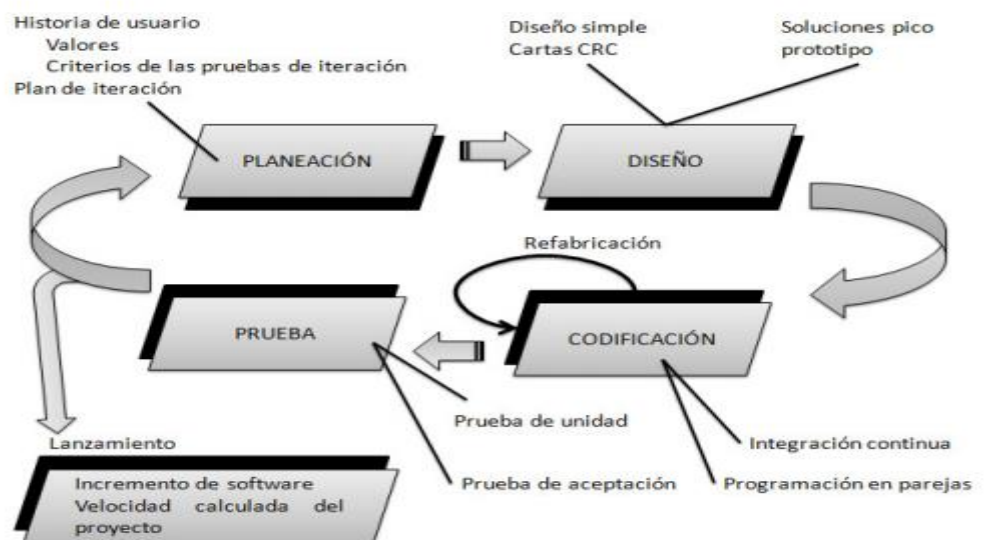 Historia de usuario
Valores
Criterios de las pruebas de iteración
Plan de iteración
Diseño simple
Cartas CRC
Soluciones pico
prototipo
PLANEACIÓN
DISEÑO
Refabricación
PRUEBA
CODIFICACIÓN
Prueba de unidad
Prueba de aceptación
Integración continua
Programación en parejas
Lanzamiento
Incremento de software
Velocidad calculada del
proyecto